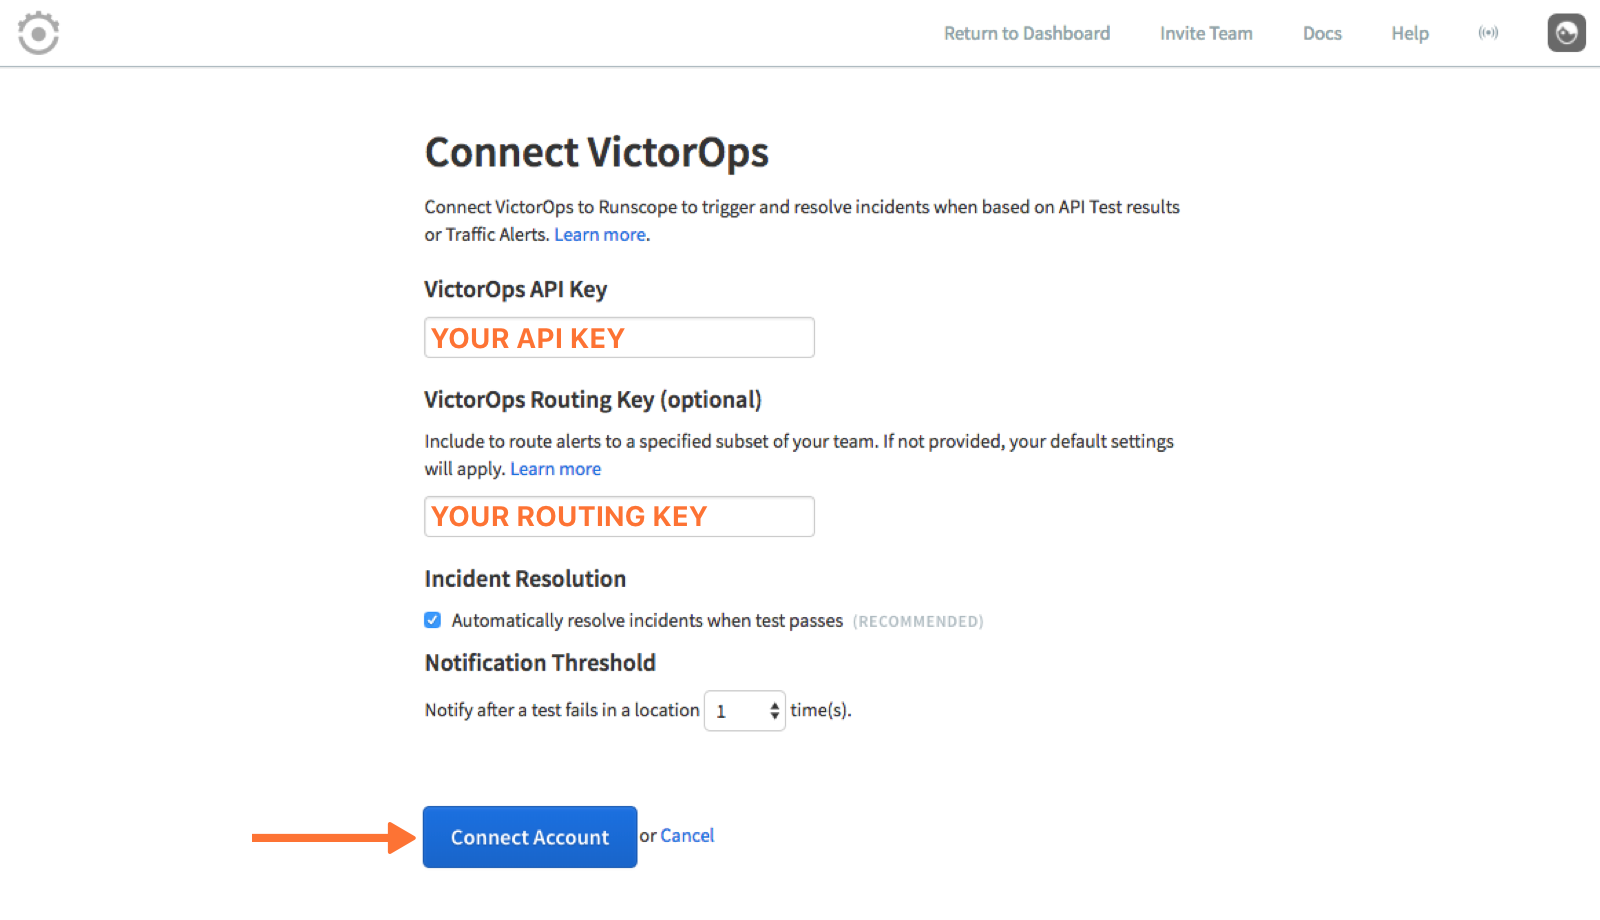 Return to Dashboard Invite Team Docs Help
Connect VictorOps
Connect VictorOps to Runscope to trigger and resolve incidents when based on API Test results
or Traffic Alerts. Learn more.
VictorOps API Key
YOUR API KEY
VictorOps Routing Key (optional)
Include to route alerts to a specified subset of your team. If not provided, your default settings
will apply. Learn more
YOUR ROUTING KEY
Incident Resolution
Automatically resolve incidents when test passes (RECOMMENDED)
Notification Threshold
Notify after a test fails in a location 1 time(s).
Connect Account or Cancel